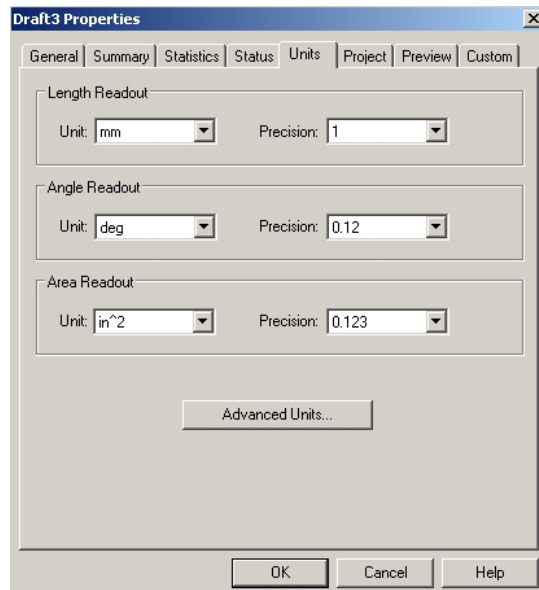 Draft3 Properties
General Summary Statistics Status Units Project Preview Custom
Length Readout
Unit: mm Precision: 1
Angle Readout
Unit: deg Precision: 0.12
Area Readout
Unit: in^2 Precision: 0.123
Advanced Units...
OK Cancel Help